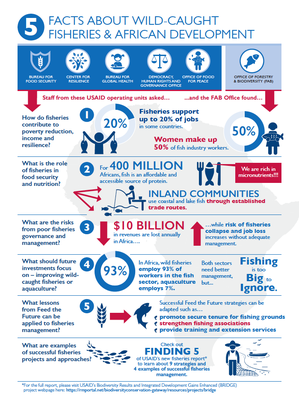 5 FACTS ABOUT WILD-CAUGHT
FISHERIES & AFRICAN DEVELOPMENT
BUREAU FOR
FOOD SECURITY
CENTER FOR
RESILIENCE
BUREAU FOR
GLOBAL HEALTH
DEMOCRACY,
HUMAN RIGHTS AND
GOVERNANCE OFFICE
OFFICE OF FOOD
FOR PEACE
OFFICE OF FORESTRY
& BIODIVERSITY (FAB)
Staff from these USAID operating units asked…
...and the FAB Office found…
How do fisheries
contribute to
poverty reduction,
income and
resilience?
1
20%
Fisheries support
up to 20% of jobs
in some countries.
Women make up
50% of fish industry workers.
50%
What is the role
of fisheries in
food security
and nutrition?
2
For 400 MILLION
Africans, fish is an affordable and
accessible source of protein.
We are rich in
micronutrients!!!
INLAND COMMUNITIES
use coastal and lake fish through established
trade routes.
What are the risks
from poor fisheries
governance and
management?
3
$10 BILLION
in revenues are lost annually
in Africa….
…while risk of fisheries
collapse and job loss
increases without adequate
management.
What should future
investments focus
on – improving wild-
caught fisheries or
aquaculture?
4
93%
In Africa, wild fisheries
employ 93% of
workers in the fish
sector, aquaculture
employs 7%.
Both sectors
need better
management,
but...
Fishing
is too
Big to
Ignore.
What lessons
from Feed the
Future can be
applied to fisheries
management?
5
Successful Feed the Future strategies can be
adapted such as…
promote secure tenure for fishing grounds
strengthen fishing associations
provide training and extension services
What are examples
of successful fisheries
projects and approaches?
Check out
FINDING 5
of USAID's new fisheries report*
to learn about 9 strategies and
4 examples of successful fisheries
management.
*For the full report, please see USAID's Biodiversity Results and Integrated Development Gains Enhanced (BRIDGE)
project webpage here: https://rmportal.net/biodiversityconservation-gateway/resources/projects/bridge